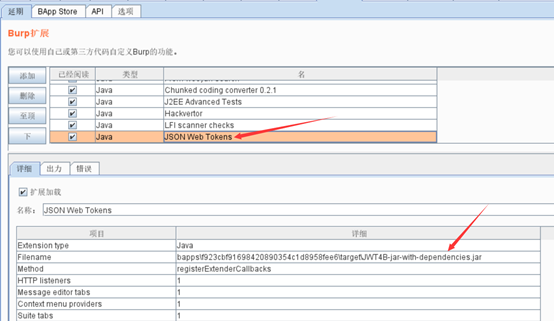 延期 BApp Store API 选项
Burp扩展
您可以使用自己或第三方代码自定义Burp的功能。
添加 已经阅读 类型 名
删除 Java Chunked coding converter 0.2.1
Java J2EE Advanced Tests
至顶 Java Hackvertor
Java LFI scanner checks
下 Java JSON Web Tokens
详细 出力 错误
扩展加载
名称: JSON Web Tokens
项目 详细
Extension type Java
Filename bapps\f923cbf91698420890354c1d8958fee6\target\JWT4B-jar-with-dependencies.jar
Method registerExtenderCallbacks
HTTP listeners 1
Message editor tabs 1
Context menu providers 1
Suite tabs 1